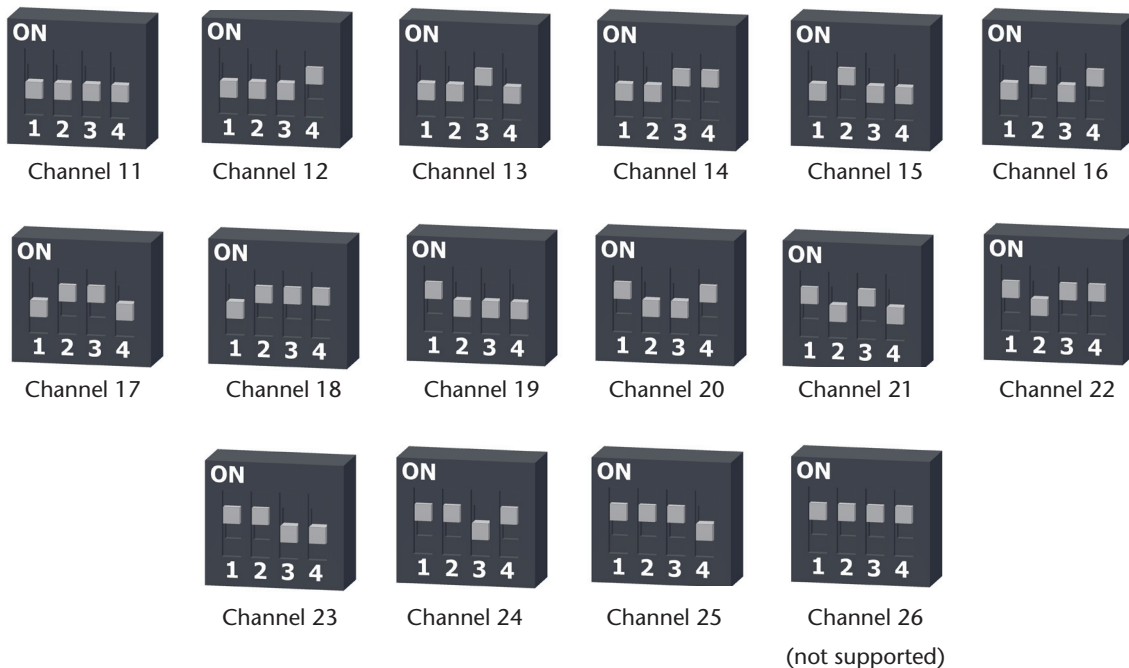 ON ON ON ON ON ON
1 2 3 4 1 2 3 4 1 2 3 4 1 2 3 4 1 2 3 4 1 2 3 4
Channel 11 Channel 12 Channel 13 Channel 14 Channel 15 Channel 16
ON ON ON ON ON ON
1 2 3 4 1 2 3 4 1 2 3 4 1 2 3 4 1 2 3 4 1 2 3 4
Channel 17 Channel 18 Channel 19 Channel 20 Channel 21 Channel 22
ON ON ON ON
1 2 3 4 1 2 3 4 1 2 3 4 1 2 3 4
Channel 23 Channel 24 Channel 25 Channel 26
(not supported)